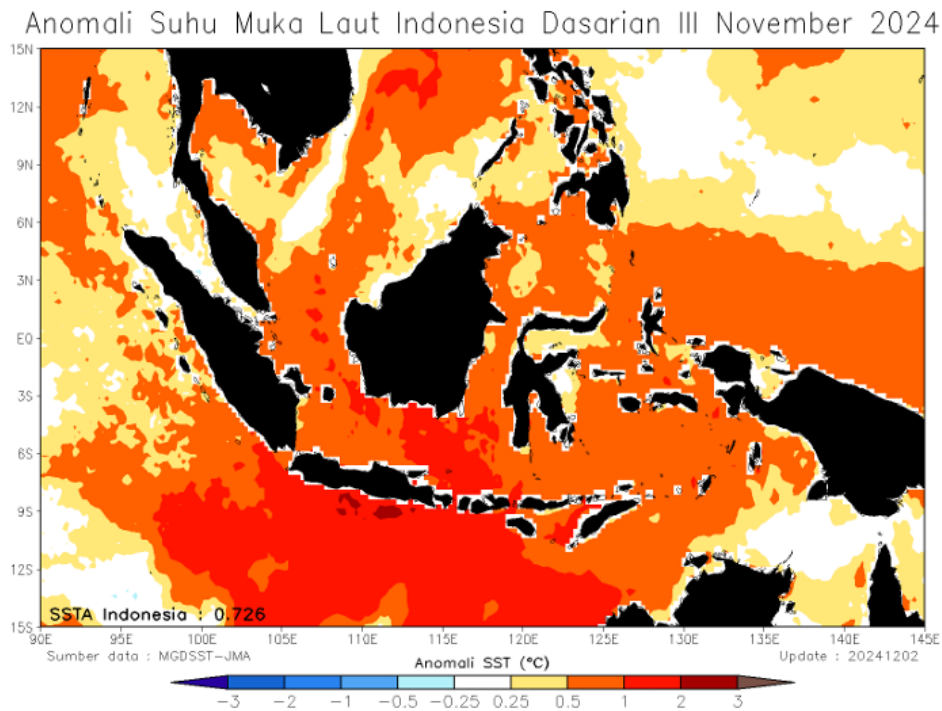 Anomali Suhu Muka Laut Indonesia Dasarian III November 2024
15N
12N
9N
6N
3N
EQ
3S
6S
9S
12S
15S
SSTA Indonesia : 0.726
90E 95E 100E 105E 110E 115E 120E 125E 130E 135E 140E 145E
Sumber data : MGDSST-JMA
Update : 20241202
Anomali SST (°C)
-3 -2 -1 -0.5 -0.25 0.25 0.5 1 2 3